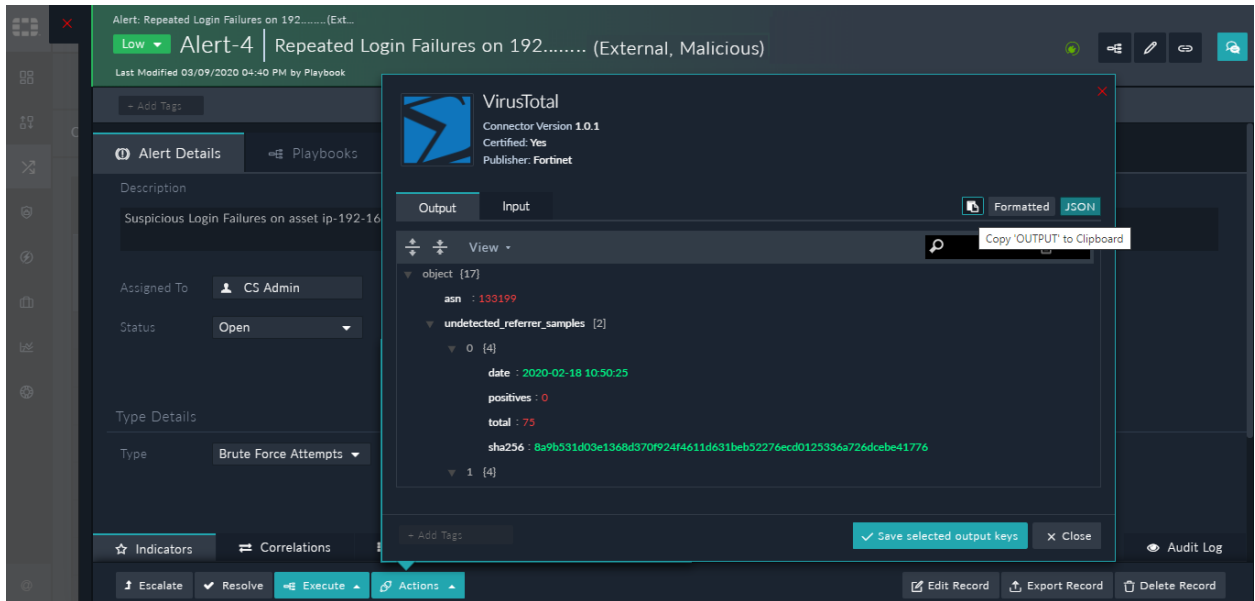 Alert: Repeated Login Failures on 192.........(Ext...
Low Alert-4 Repeated Login Failures on 192........ (External, Malicious)
Last Modified 03/09/2020 04:40 PM by Playbook
+ Add Tags
Alert Details Playbooks
Description
Suspicious Login Failures on asset ip-192-16
Assigned To CS Admin
Status Open
Type Details
Type Brute Force Attempts
VirusTotal
Connector Version 1.0.1
Certified: Yes
Publisher: Fortinet
Output Input Formatted JSON
Copy 'OUTPUT' to Clipboard
View
object {17}
asn : 133199
undetected_referrer_samples [2]
0 {4}
date : 2020-02-18 10:50:25
positives : 0
total : 75
sha256 : 8a9b531d03e1368d370f924f4611d631beb52276ecd0125336a726dcebe41776
1 {4}
+ Add Tags
Save selected output keys X Close
Indicators Correlations Audit Log
Escalate Resolve Execute Actions Edit Record Export Record Delete Record